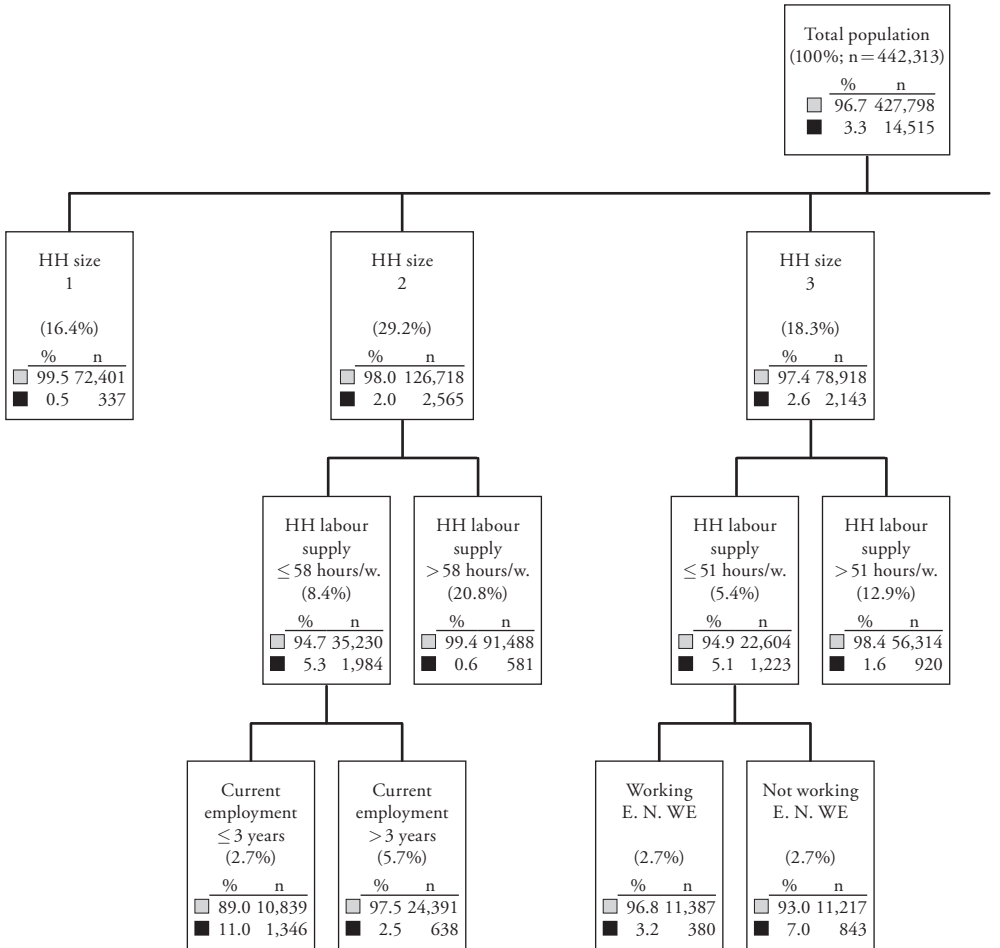 Total population
(100%; n = 442,313)
% n
96.7 427,798
3.3 14,515
HH size
1
(16.4%)
% n
99.5 72,401
0.5 337
HH size
2
(29.2%)
% n
98.0 126,718
2.0 2,565
HH size
3
(18.3%)
% n
97.4 78,918
2.6 2,143
HH labour
supply
≤ 58 hours/w.
(8.4%)
% n
94.7 35,230
5.3 1,984
HH labour
supply
> 58 hours/w.
(20.8%)
% n
99.4 91,488
0.6 581
HH labour
supply
≤ 51 hours/w.
(5.4%)
% n
94.9 22,604
5.1 1,223
HH labour
supply
> 51 hours/w.
(12.9%)
% n
98.4 56,314
1.6 920
Current
employment
≤ 3 years
(2.7%)
% n
89.0 10,839
11.0 1,346
Current
employment
> 3 years
(5.7%)
% n
97.5 24,391
2.5 638
Working
E. N. WE
(2.7%)
% n
96.8 11,387
3.2 380
Not working
E. N. WE
(2.7%)
% n
93.0 11,217
7.0 843